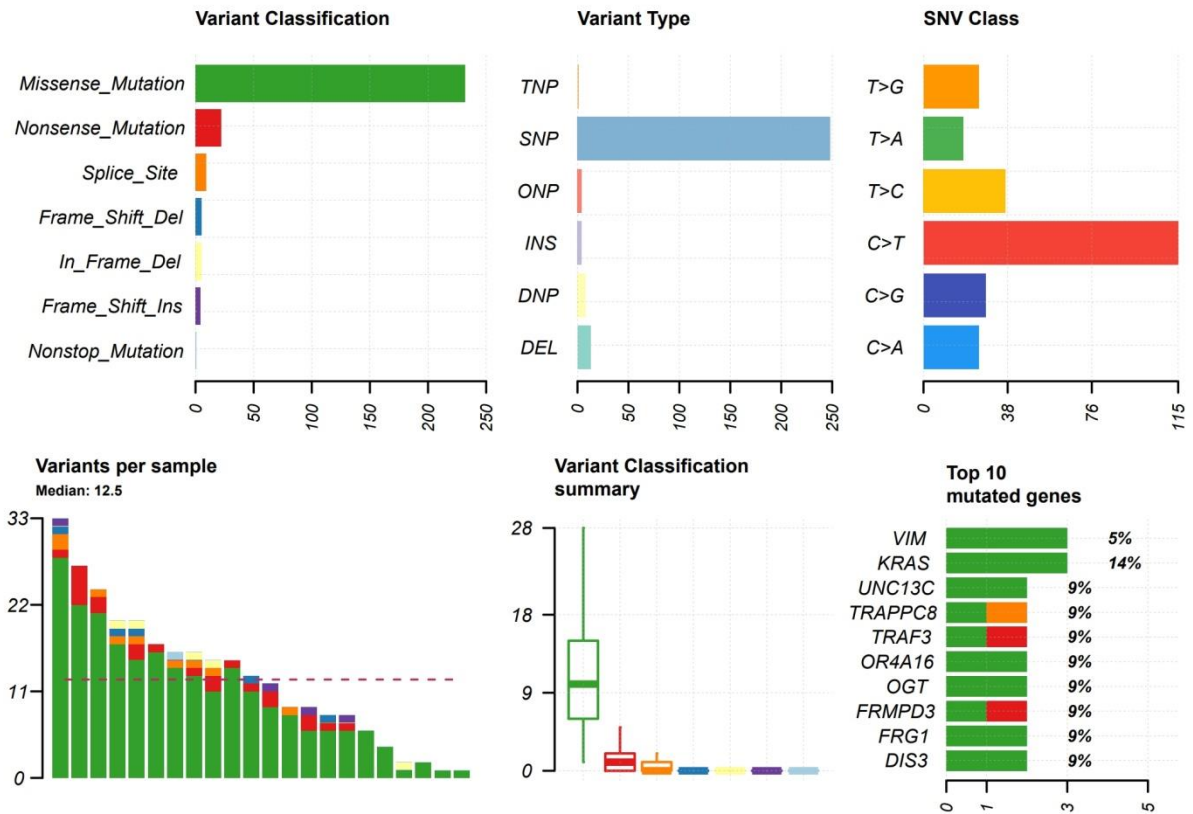 Variant Classification
Missense_Mutation
Nonsense_Mutation
Splice_Site
Frame_Shift_Del
In_Frame_Del
Frame_Shift_Ins
Nonstop_Mutation
0 50 100 150 200 250
Variant Type
TNP
SNP
ONP
INS
DNP
DEL
0 50 100 150 200 250
SNV Class
T>G
T>A
T>C
C>T
C>G
C>A
0 38 76 115
Variants per sample
Median: 12.5
33
22
11
0
Variant Classification
summary
28
18
9
0
Top 10
mutated genes
VIM 5%
KRAS 14%
UNC13C 9%
TRAPPC8 9%
TRAF3 9%
OR4A16 9%
OGT 9%
FRMPD3 9%
FRG1 9%
DIS3 9%
0 1 3 5